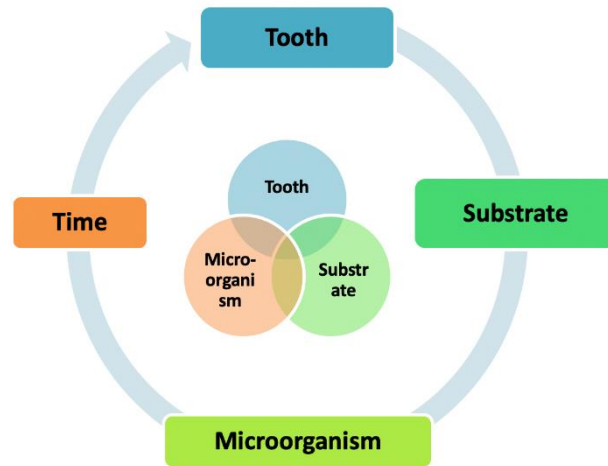 Tooth
Substrate
Time
Tooth
Micro-
organi
sm
Substr
ate
Microorganism